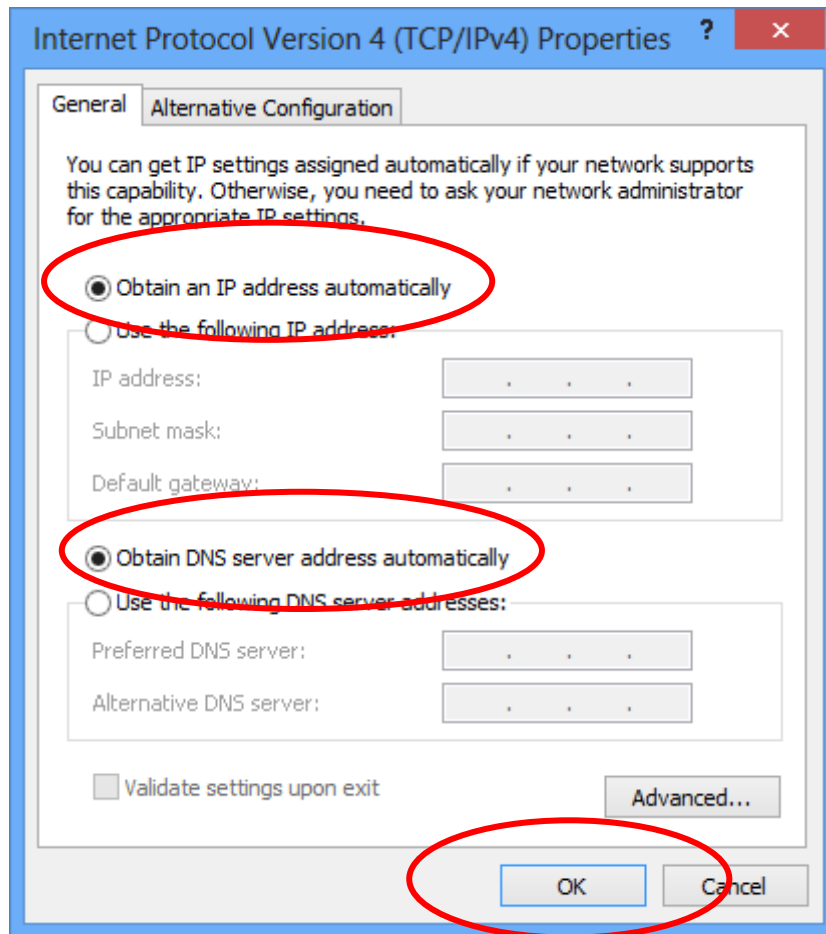 Internet Protocol Version 4 (TCP/IPv4) Properties ? ×
General Alternative Configuration
You can get IP settings assigned automatically if your network supports
this capability. Otherwise, you need to ask your network administrator
for the appropriate IP settings.
Obtain an IP address automatically
Use the following IP address:
IP address: . . .
Subnet mask: . . .
Default gateway: . . .
Obtain DNS server address automatically
Use the following DNS server addresses:
Preferred DNS server: . . .
Alternative DNS server: . . .
Validate settings upon exit
Advanced...
OK Cancel